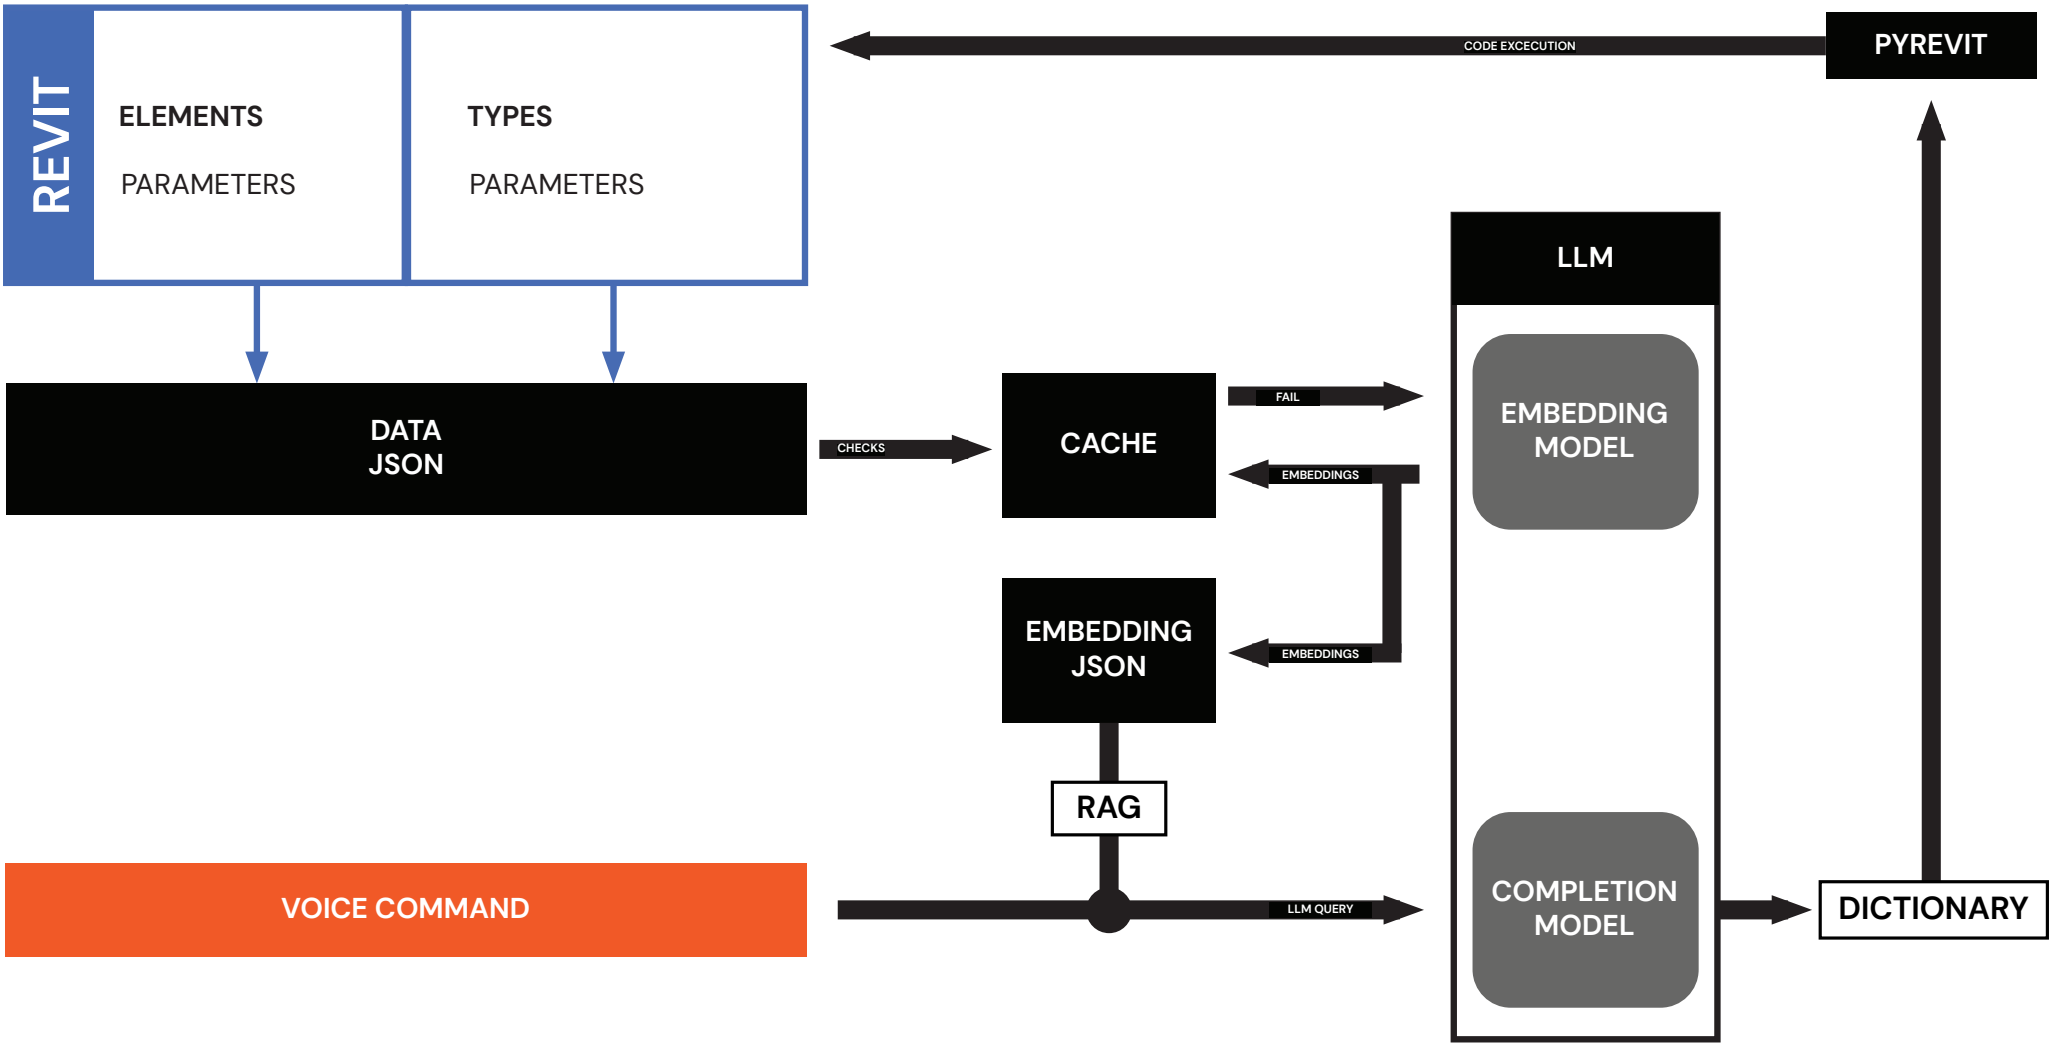 REVIT
ELEMENTS
PARAMETERS
TYPES
PARAMETERS
CODE EXCECUTION
PYREVIT
LLM
DATA
JSON
CHECKS
CACHE
FAIL
EMBEDDINGS
EMBEDDING
MODEL
EMBEDDING
JSON
EMBEDDINGS
RAG
VOICE COMMAND
LLM QUERY
COMPLETION
MODEL
DICTIONARY